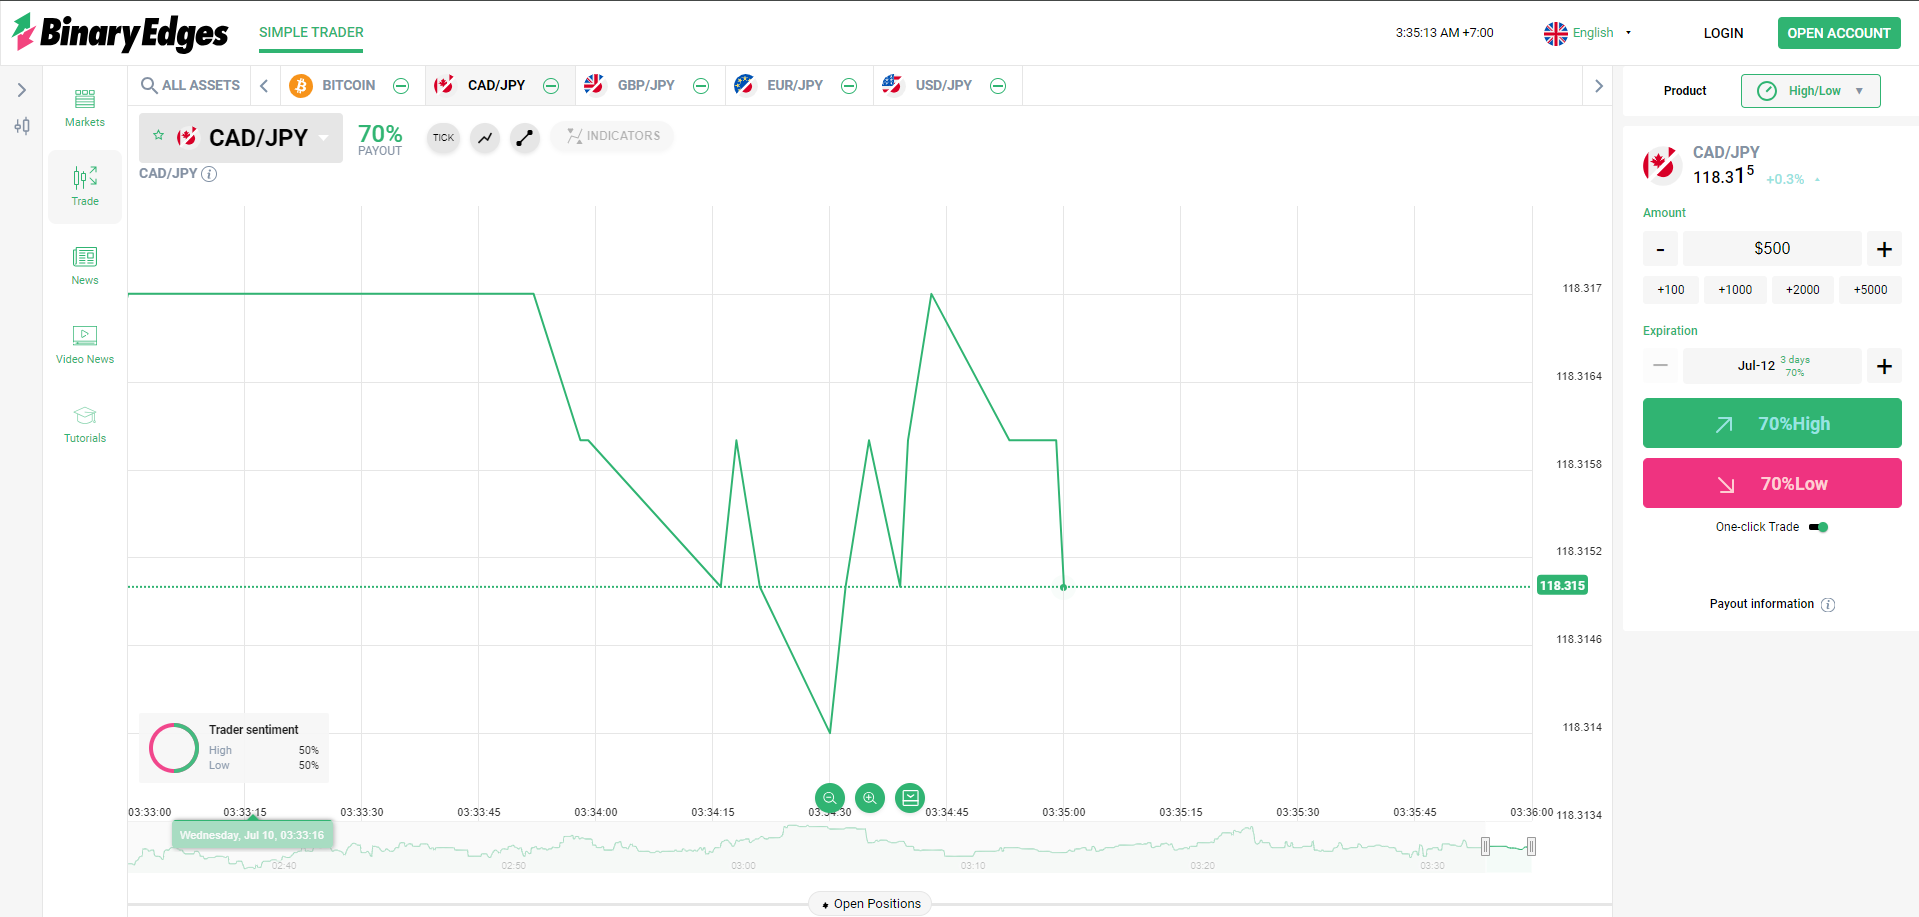 BinaryEdges
SIMPLE TRADER
3:35:13 AM +7:00
English
LOGIN
OPEN ACCOUNT
Markets
Trade
News
Video News
Tutorials
ALL ASSETS
BITCOIN
CAD/JPY
GBP/JPY
EUR/JPY
USD/JPY
CAD/JPY
70%
PAYOUT
TICK
INDICATORS
CAD/JPY
118.317
118.3164
118.3158
118.3152
118.315
118.3146
118.314
118.3134
Trader sentiment
High 50%
Low 50%
03:33:00 03:33:15 03:33:30 03:33:45 03:34:00 03:34:15 03:34:30 03:34:45 03:35:00 03:35:15 03:35:30 03:35:45 03:36:00
Wednesday, Jul 10, 03:33:16
02:40 02:50 03:00 03:10 03:20 03:30
Open Positions
Product
High/Low
CAD/JPY
118.315 +0.3%
Amount
- $500 +
+100 +1000 +2000 +5000
Expiration
Jul-12 3 days
70%
70%High
70%Low
One-click Trade
Payout information